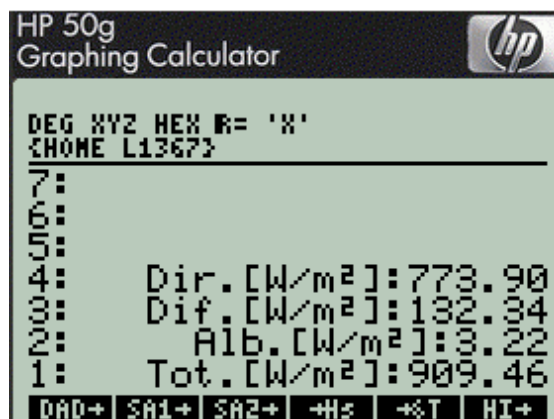 HP 50g
Graphing Calculator
hp
DEG XYZ HEX R= 'X'
{HOME L1367}
7:
6:
5:
4: Dir.[W/m²]:773.90
3: Dif.[W/m²]:132.34
2: Alb.[W/m²]:3.22
1: Tot.[W/m²]:909.46
DAD→ SA1→ SA2→ →Hs →&T HI→